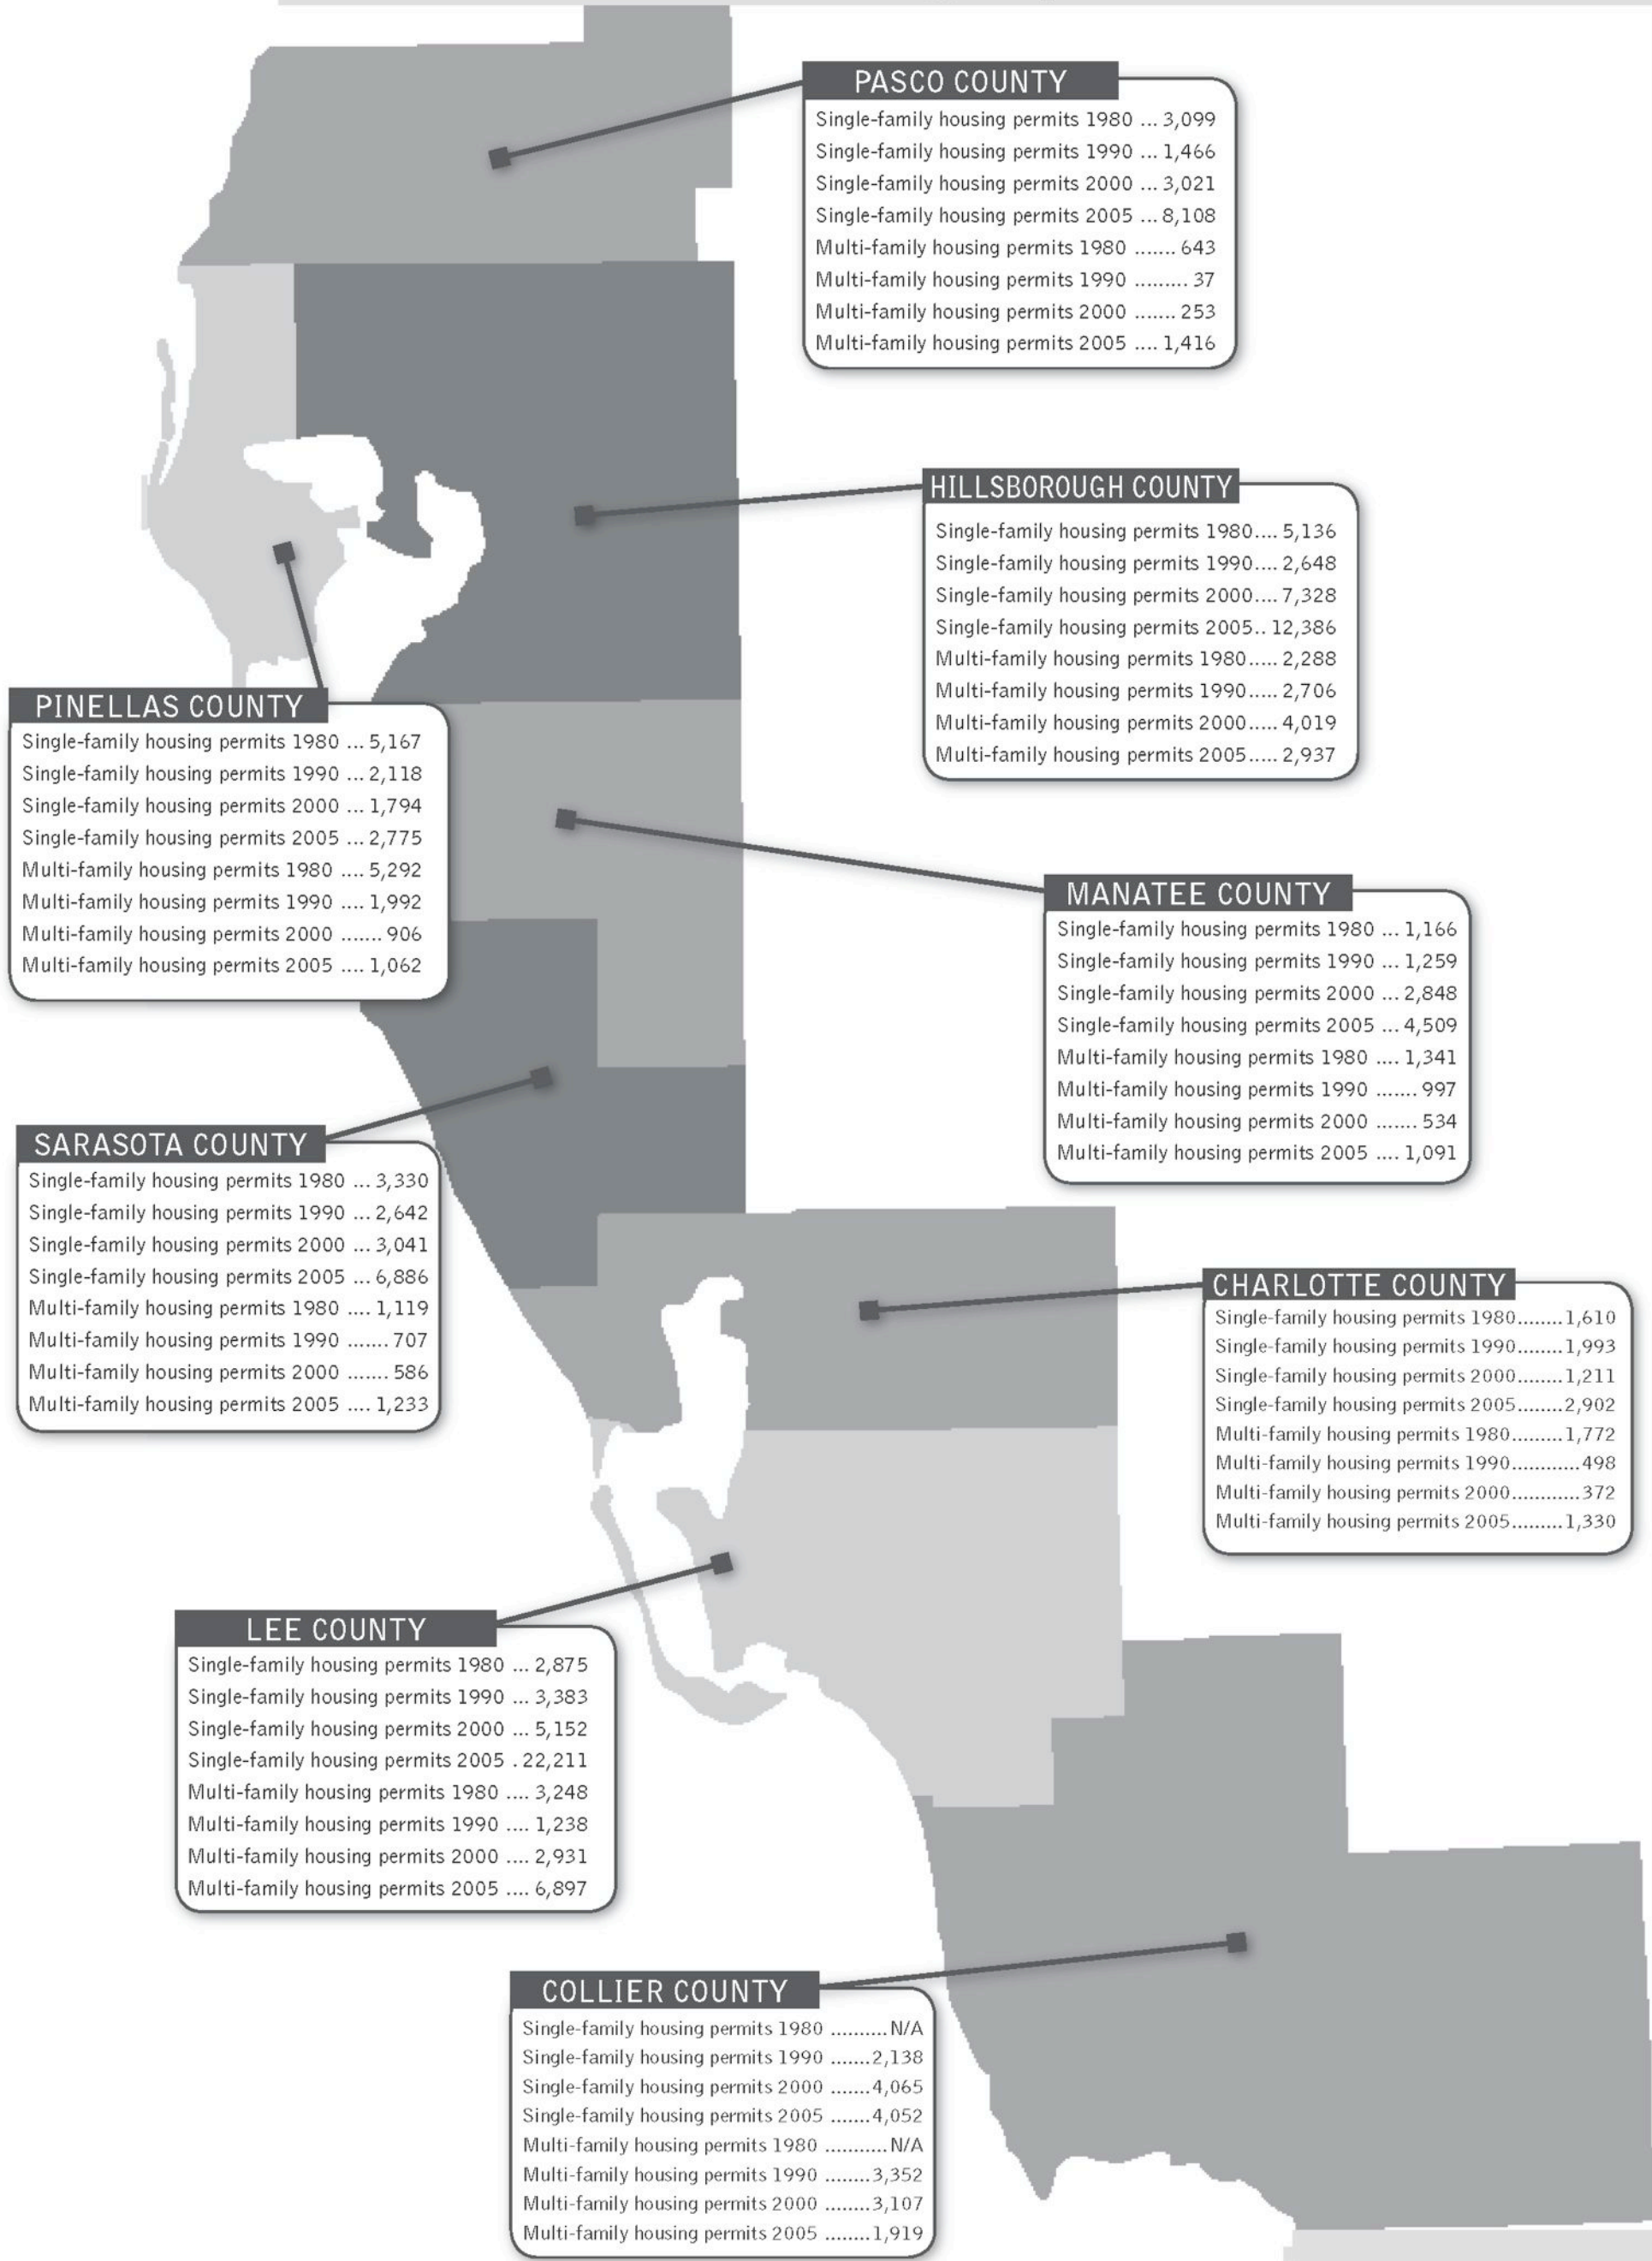 PASCO COUNTY
Single-family housing permits 1980 ... 3,099
Single-family housing permits 1990 ... 1,466
Single-family housing permits 2000 ... 3,021
Single-family housing permits 2005 ... 8,108
Multi-family housing permits 1980 ....... 643
Multi-family housing permits 1990 ......... 37
Multi-family housing permits 2000 ....... 253
Multi-family housing permits 2005 .... 1,416
HILLSBOROUGH COUNTY
Single-family housing permits 1980.... 5,136
Single-family housing permits 1990.... 2,648
Single-family housing permits 2000.... 7,328
Single-family housing permits 2005.. 12,386
Multi-family housing permits 1980..... 2,288
Multi-family housing permits 1990..... 2,706
Multi-family housing permits 2000..... 4,019
Multi-family housing permits 2005..... 2,937
PINELLAS COUNTY
Single-family housing permits 1980 ... 5,167
Single-family housing permits 1990 ... 2,118
Single-family housing permits 2000 ... 1,794
Single-family housing permits 2005 ... 2,775
Multi-family housing permits 1980 .... 5,292
Multi-family housing permits 1990 .... 1,992
Multi-family housing permits 2000 ....... 906
Multi-family housing permits 2005 .... 1,062
MANATEE COUNTY
Single-family housing permits 1980 ... 1,166
Single-family housing permits 1990 ... 1,259
Single-family housing permits 2000 ... 2,848
Single-family housing permits 2005 ... 4,509
Multi-family housing permits 1980 .... 1,341
Multi-family housing permits 1990 ....... 997
Multi-family housing permits 2000 ....... 534
Multi-family housing permits 2005 .... 1,091
SARASOTA COUNTY
Single-family housing permits 1980 ... 3,330
Single-family housing permits 1990 ... 2,642
Single-family housing permits 2000 ... 3,041
Single-family housing permits 2005 ... 6,886
Multi-family housing permits 1980 .... 1,119
Multi-family housing permits 1990 ....... 707
Multi-family housing permits 2000 ....... 586
Multi-family housing permits 2005 .... 1,233
CHARLOTTE COUNTY
Single-family housing permits 1980........1,610
Single-family housing permits 1990........1,993
Single-family housing permits 2000........1,211
Single-family housing permits 2005........2,902
Multi-family housing permits 1980.........1,772
Multi-family housing permits 1990............498
Multi-family housing permits 2000............372
Multi-family housing permits 2005.........1,330
LEE COUNTY
Single-family housing permits 1980 ... 2,875
Single-family housing permits 1990 ... 3,383
Single-family housing permits 2000 ... 5,152
Single-family housing permits 2005 . 22,211
Multi-family housing permits 1980 .... 3,248
Multi-family housing permits 1990 .... 1,238
Multi-family housing permits 2000 .... 2,931
Multi-family housing permits 2005 .... 6,897
COLLIER COUNTY
Single-family housing permits 1980 ..........N/A
Single-family housing permits 1990 .......2,138
Single-family housing permits 2000 .......4,065
Single-family housing permits 2005 .......4,052
Multi-family housing permits 1980 ...........N/A
Multi-family housing permits 1990 ........3,352
Multi-family housing permits 2000 ........3,107
Multi-family housing permits 2005 ........1,919